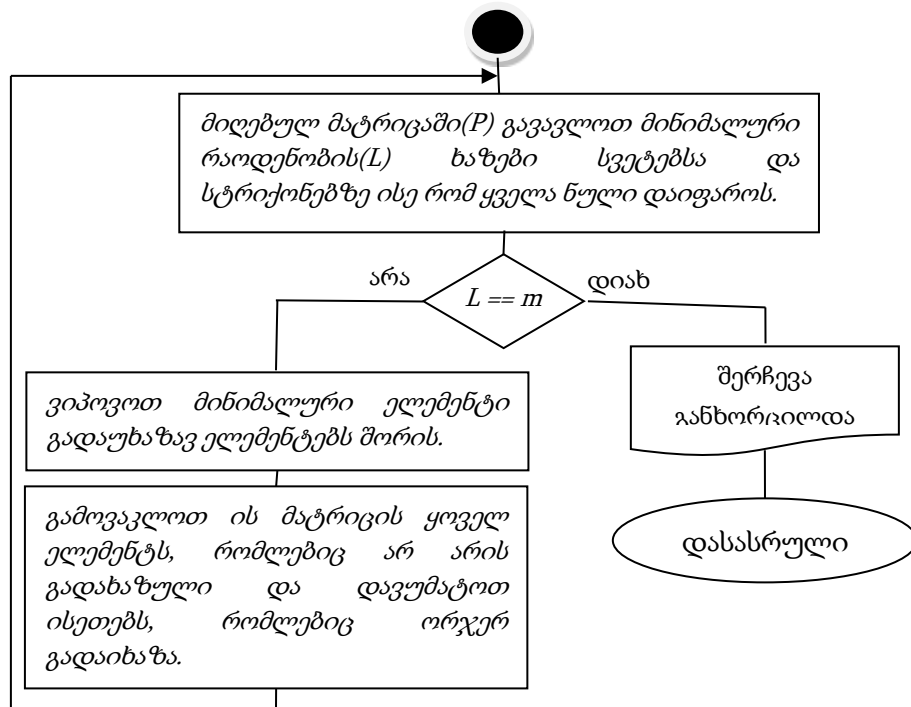 მიღებულ მატრიცაში(P) გავავლოთ მინიმალური
რაოდენობის(L) ხაზები სვეტებსა და
სტრიქონებზე ისე რომ ყველა ნული დაიფაროს.
არა
L == m
დიახ
შერჩევა
განხორციელდა
ვიპოვოთ მინიმალური ელემენტი
გადაუხაზავ ელემენტებს შორის.
გამოვაკლოთ ის მატრიცის ყოველ
ელემენტს, რომლებიც არ არის
გადახაზული და დავუმატოთ
ისეთებს, რომლებიც ორჯერ
გადაიხაზა.
დასასრული